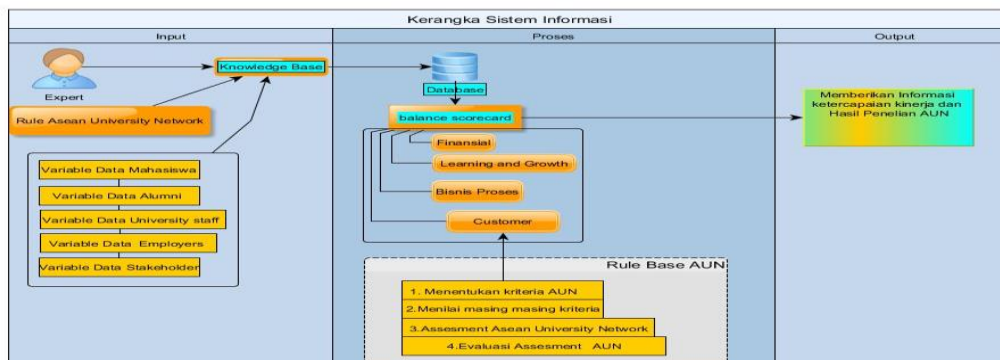 Kerangka Sistem Informasi
Input
Proses
Output
Expert
Knowledge Base
Rule Asean University Network
Variable Data Mahasiswa
Variable Data Alumni
Variable Data University staff
Variable Data Employers
Variable Data Stakeholder
Database
balance scorecard
Finansial
Learning and Growth
Bisnis Proses
Customer
Rule Base AUN
1. Menentukan kriteria AUN
2.Menilai masing masing kriteria
3.Assesment Asean University Network
4.Evaluasi Assesment AUN
Memberikan Informasi
ketercapaian kinerja dan
Hasil Penelian AUN